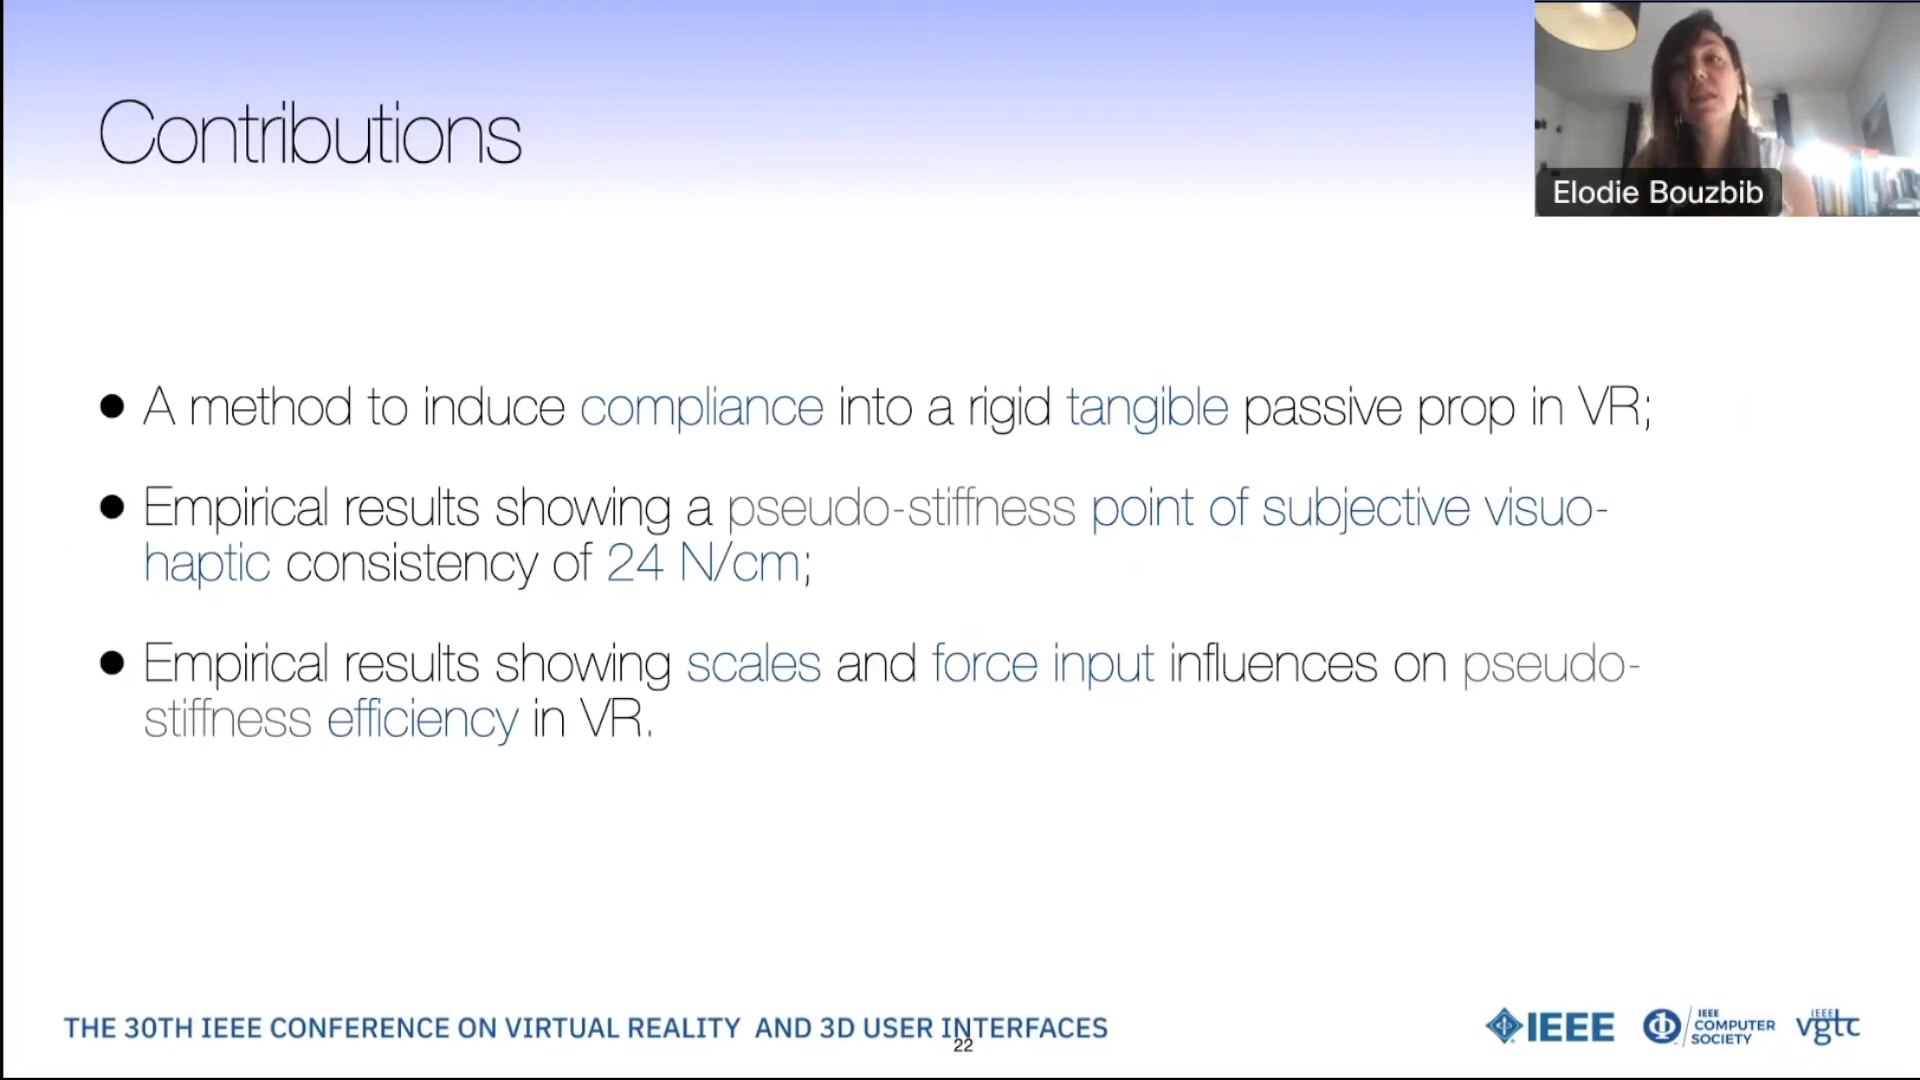 Contributions
Elodie Bouzbib
● A method to induce compliance into a rigid tangible passive prop in VR;
● Empirical results showing a pseudo-stiffness point of subjective visuo-
haptic consistency of 24 N/cm;
● Empirical results showing scales and force input influences on pseudo-
stiffness efficiency in VR.
THE 30TH IEEE CONFERENCE ON VIRTUAL REALITY AND 3D USER INTERFACES
22
IEEE
IEEE
COMPUTER
SOCIETY
IEEE
vgtc